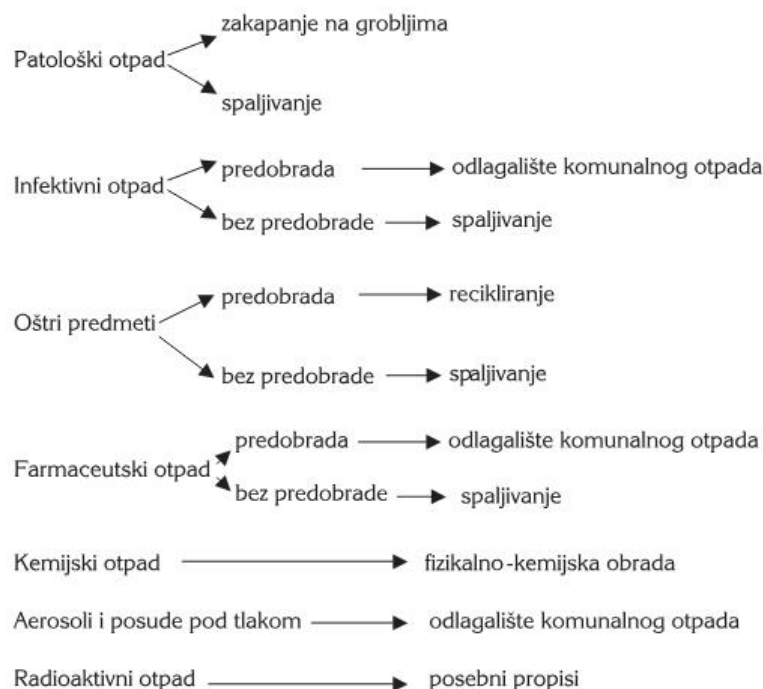 zakapanje na grobljima
Patološki otpad
spaljivanje
predobrada odlagalište komunalnog otpada
Infektivni otpad
bez predobrade spaljivanje
predobrada recikliranje
Oštri predmeti
bez predobrade spaljivanje
predobrada odlagalište komunalnog otpada
Farmaceutski otpad
bez predobrade spaljivanje
Kemijski otpad fizikalno-kemijska obrada
Aerosoli i posude pod tlakom odlagalište komunalnog otpada
Radioaktivni otpad posebni propisi